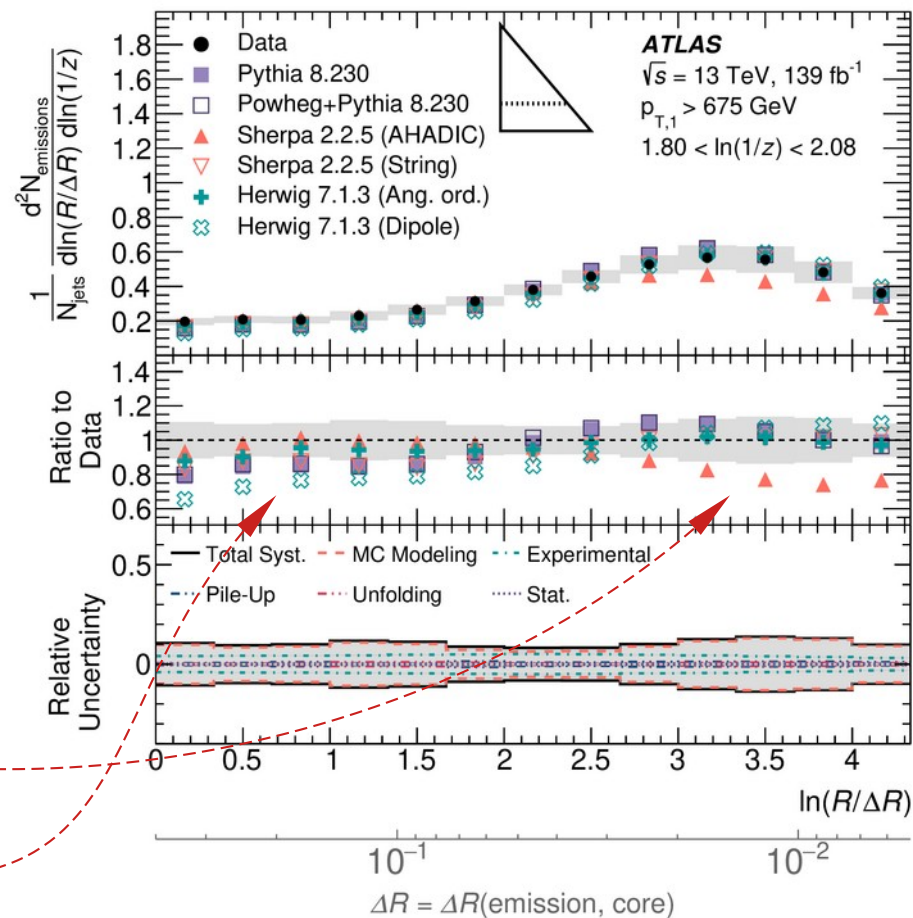 1/N_jets d²N_emissions / dln(R/ΔR) dln(1/z)
1.8
1.6
1.4
1.2
1
0.8
0.6
0.4
0.2
Data
Pythia 8.230
Powheg+Pythia 8.230
Sherpa 2.2.5 (AHADIC)
Sherpa 2.2.5 (String)
Herwig 7.1.3 (Ang. ord.)
Herwig 7.1.3 (Dipole)
ATLAS
√s = 13 TeV, 139 fb⁻¹
p_T,1 > 675 GeV
1.80 < ln(1/z) < 2.08
Ratio to
Data
1.4
1.2
1.0
0.8
0.6
Relative
Uncertainty
0.5
0
Total Syst. MC Modeling Experimental
Pile-Up Unfolding Stat.
0 0.5 1 1.5 2 2.5 3 3.5 4
ln(R/ΔR)
10⁻¹ 10⁻²
ΔR = ΔR(emission, core)